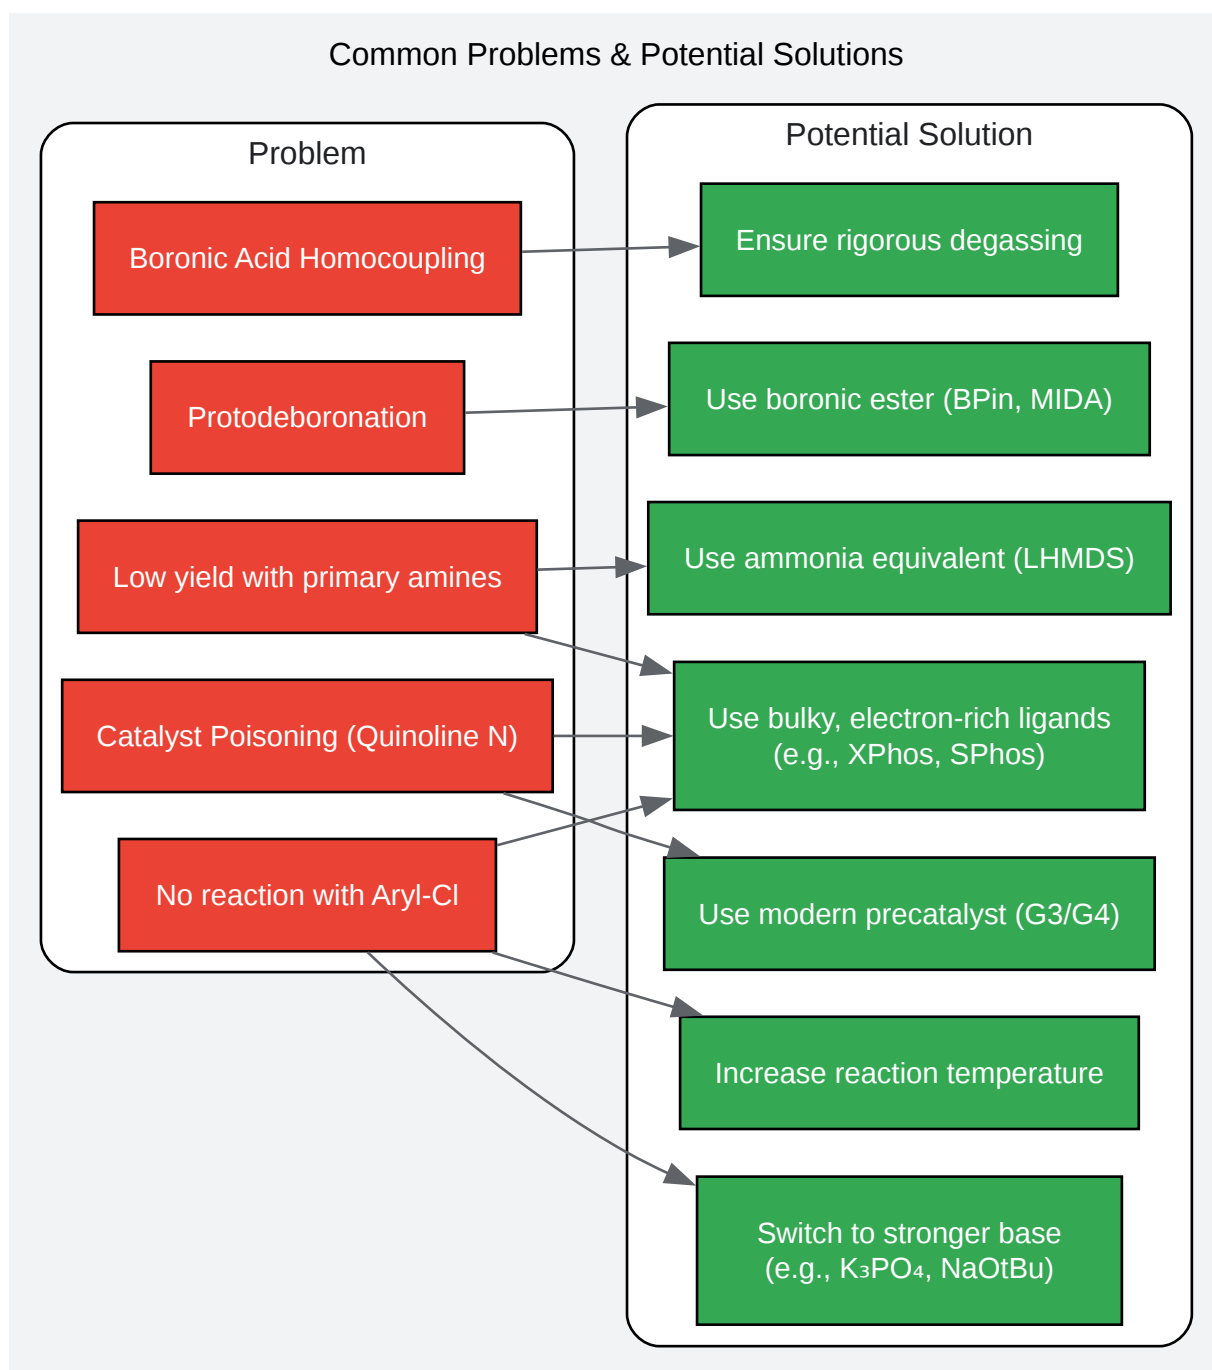 Common Problems & Potential Solutions
Problem
Boronic Acid Homocoupling
Protodeboronation
Low yield with primary amines
Catalyst Poisoning (Quinoline N)
No reaction with Aryl-Cl
Potential Solution
Ensure rigorous degassing
Use boronic ester (BPin, MIDA)
Use ammonia equivalent (LHMDS)
Use bulky, electron-rich ligands
(e.g., XPhos, SPhos)
Use modern precatalyst (G3/G4)
Increase reaction temperature
Switch to stronger base
(e.g., K₃PO₄, NaOtBu)